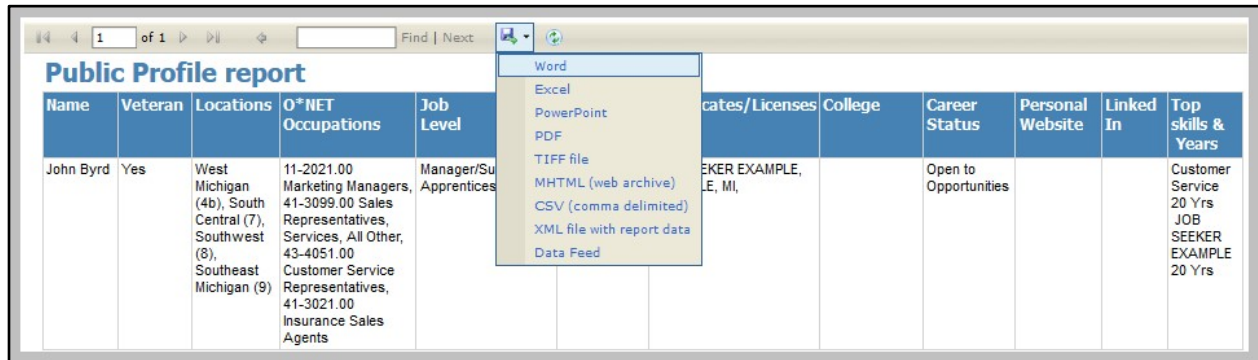 1 of 1 Find | Next
Public Profile report
Word
Excel
PowerPoint
PDF
TIFF file
MHTML (web archive)
CSV (comma delimited)
XML file with report data
Data Feed
Name Veteran Locations O*NET Occupations Job Level cates/Licenses College Career Status Personal Website Linked In Top skills & Years
John Byrd
Yes
West
Michigan
(4b), South
Central (7),
Southwest
(8),
Southeast
Michigan (9)
11-2021.00
Marketing Managers,
41-3099.00 Sales
Representatives,
Services, All Other,
43-4051.00
Customer Service
Representatives,
41-3021.00
Insurance Sales
Agents
Manager/Su
Apprentices
EKER EXAMPLE,
LE, MI,
Open to
Opportunities
Customer
Service
20 Yrs
JOB
SEEKER
EXAMPLE
20 Yrs